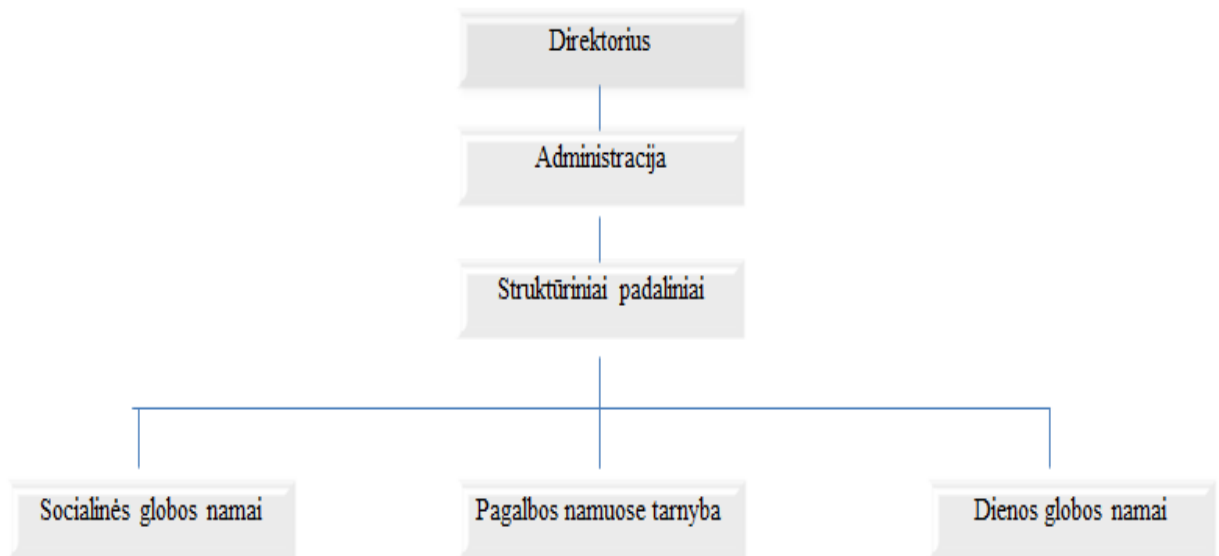 Direktorius
Administracija
Struktūriniai padaliniai
Socialinės globos namai
Pagalbos namuose tarnyba
Dienos globos namai